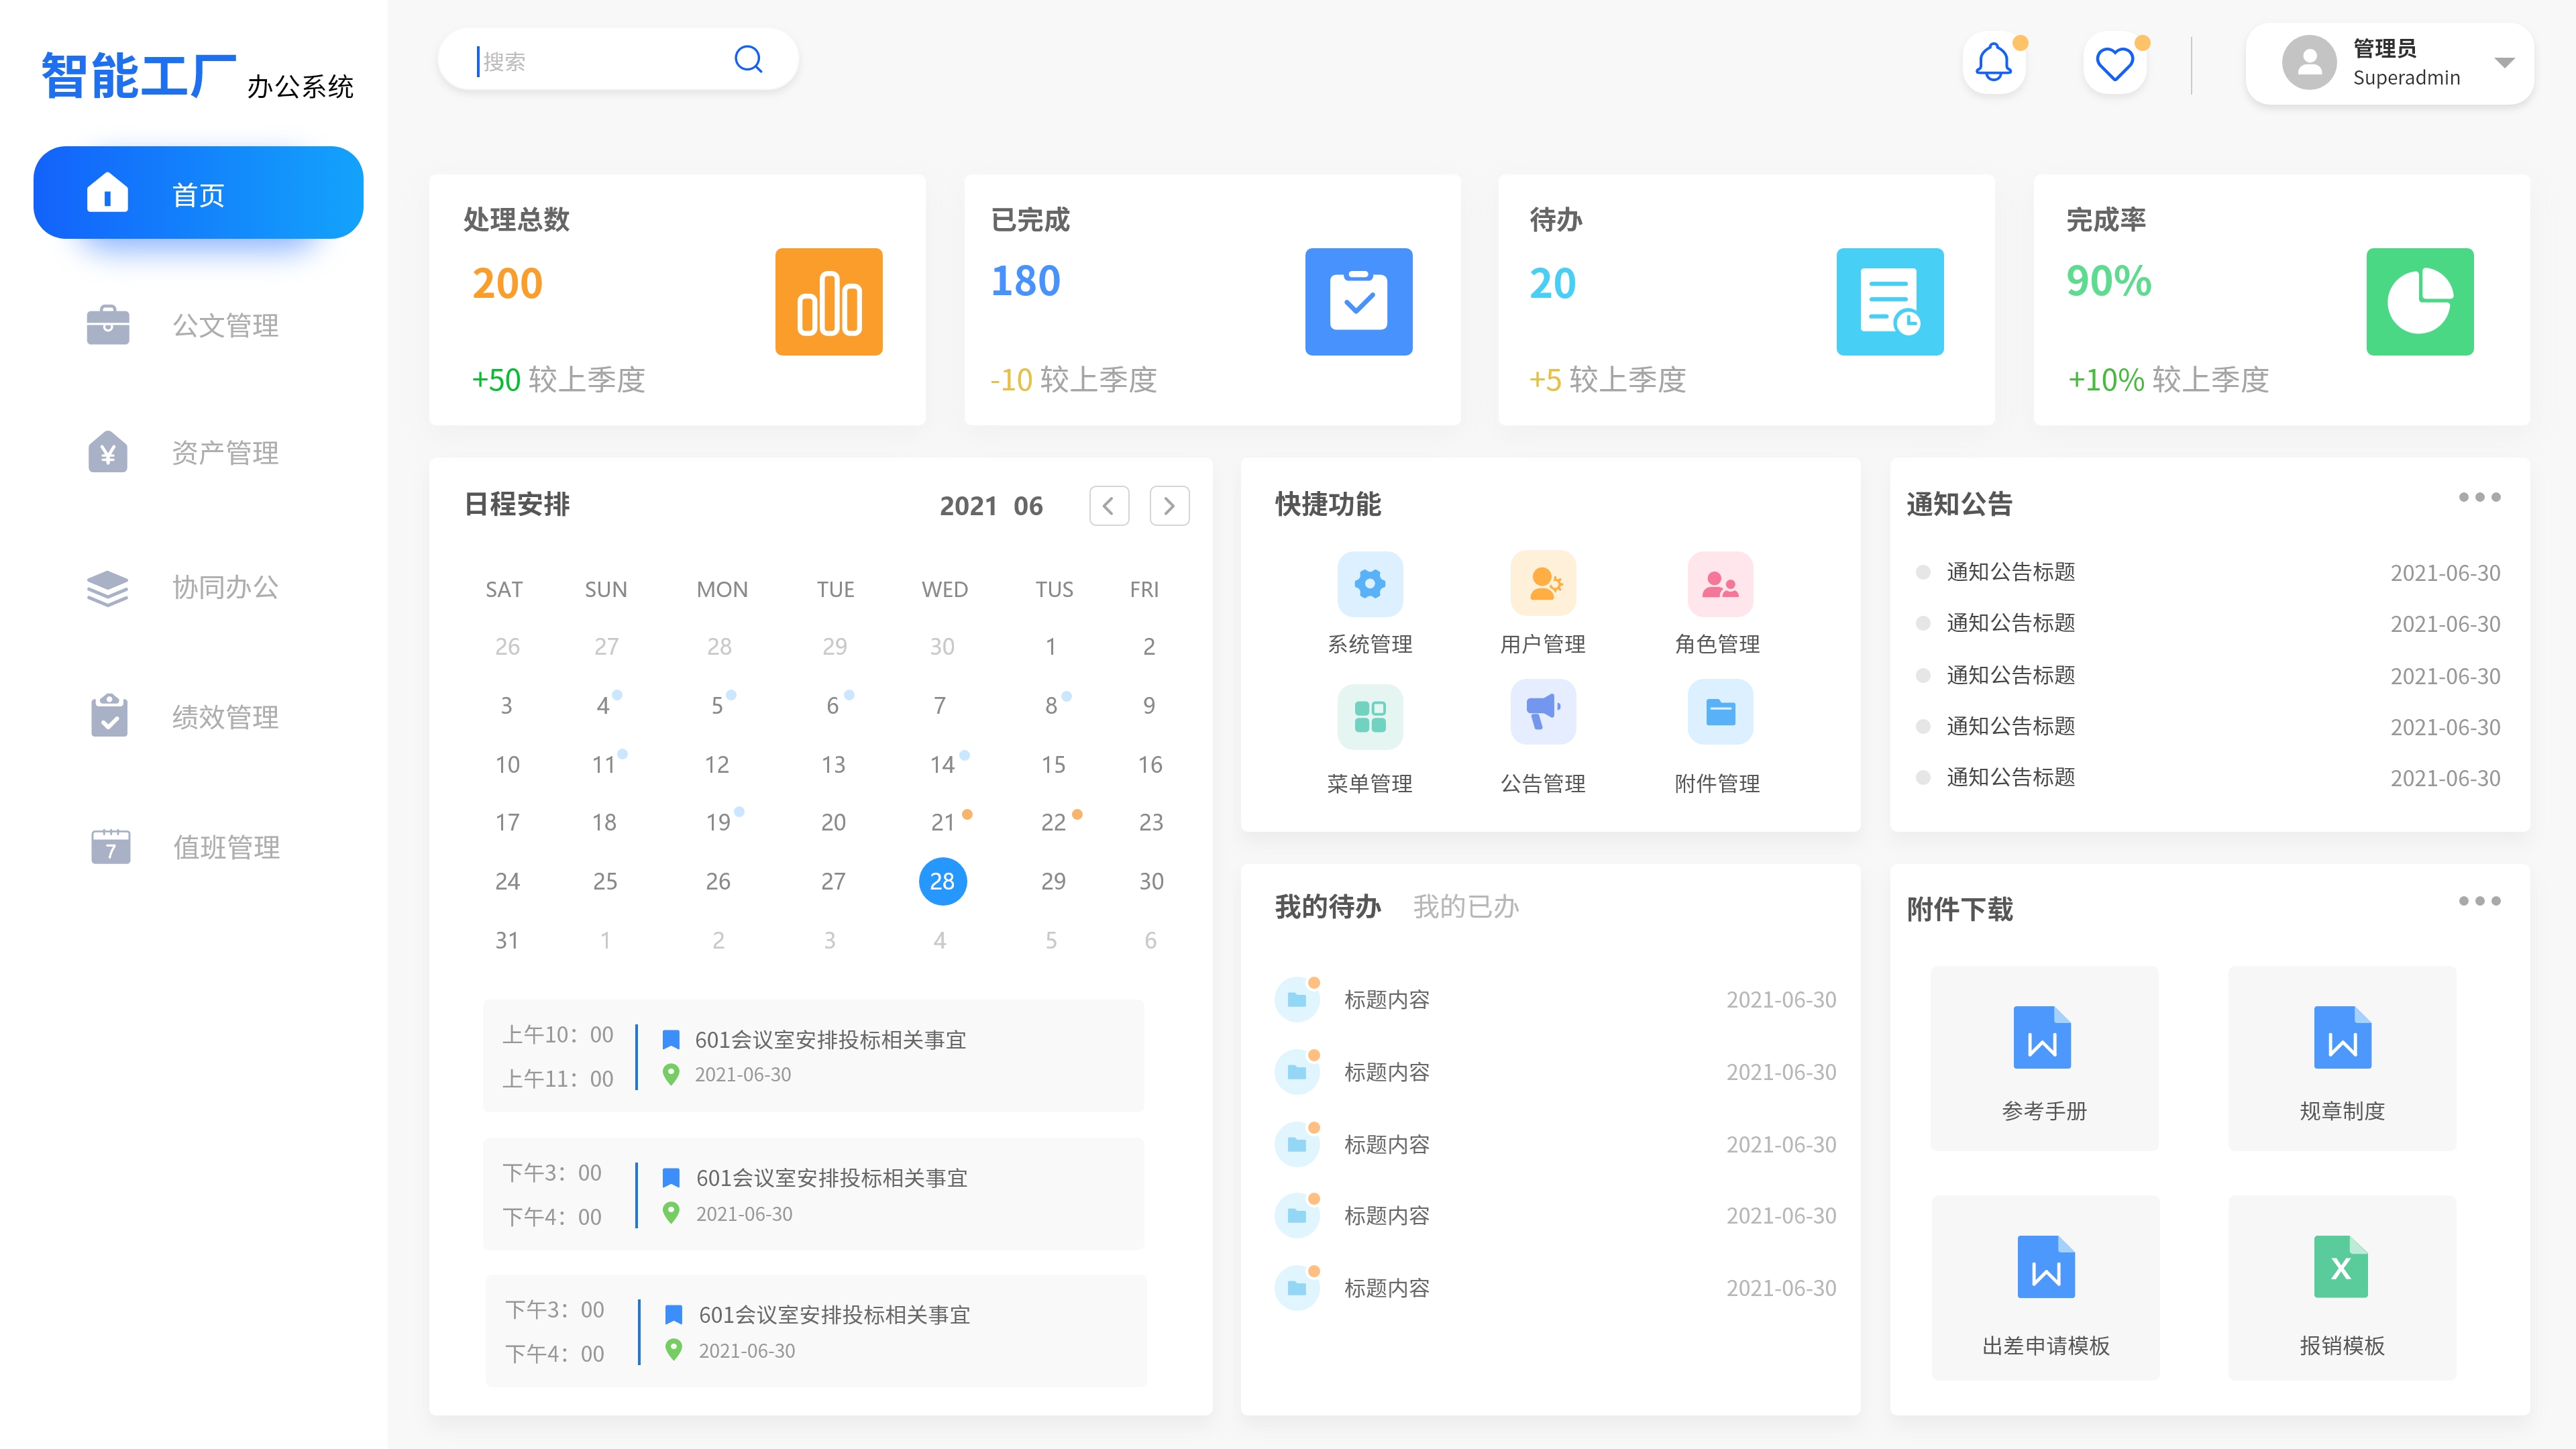 智能工厂 办公系统
首页
公文管理
资产管理
协同办公
绩效管理
7
值班管理
搜索
管理员
Superadmin
处理总数
200
+50 较上季度
已完成
180
-10 较上季度
待办
20
+5 较上季度
完成率
90%
+10% 较上季度
日程安排
2021 06
SAT SUN MON TUE WED TUS FRI
26 27 28 29 30 1 2
3 4 5 6 7 8 9
10 11 12 13 14 15 16
17 18 19 20 21 22 23
24 25 26 27 28 29 30
31 1 2 3 4 5 6
上午10：00
上午11：00
601会议室安排投标相关事宜
2021-06-30
下午3：00
下午4：00
601会议室安排投标相关事宜
2021-06-30
下午3：00
下午4：00
601会议室安排投标相关事宜
2021-06-30
快捷功能
系统管理 用户管理 角色管理
菜单管理 公告管理 附件管理
我的待办 我的已办
标题内容 2021-06-30
标题内容 2021-06-30
标题内容 2021-06-30
标题内容 2021-06-30
标题内容 2021-06-30
通知公告
通知公告标题 2021-06-30
通知公告标题 2021-06-30
通知公告标题 2021-06-30
通知公告标题 2021-06-30
通知公告标题 2021-06-30
附件下载
参考手册 规章制度
X
出差申请模板 报销模板